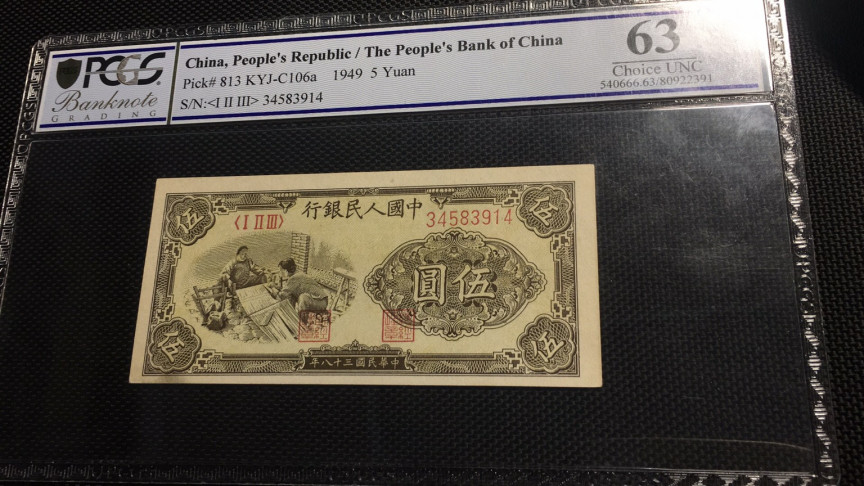 PCGS
Banknote
GRADING
China, People's Republic / The People's Bank of China
Pick# 813 KYJ-C106a 1949 5 Yuan
S/N:<I II III> 34583914
63
Choice UNC
540666.63/80922391
行銀民人國中
〈I II III〉
34583914
伍
伍
圓伍
伍
伍
年八十三國民華中